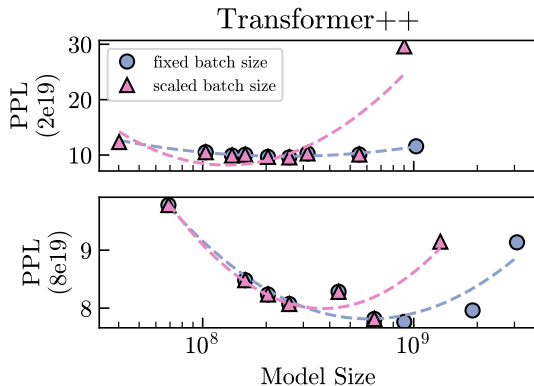 Transformer++
PPL
(2e19)
30
20
10
fixed batch size
scaled batch size
PPL
(8e19)
9
8
10^8
10^9
Model Size